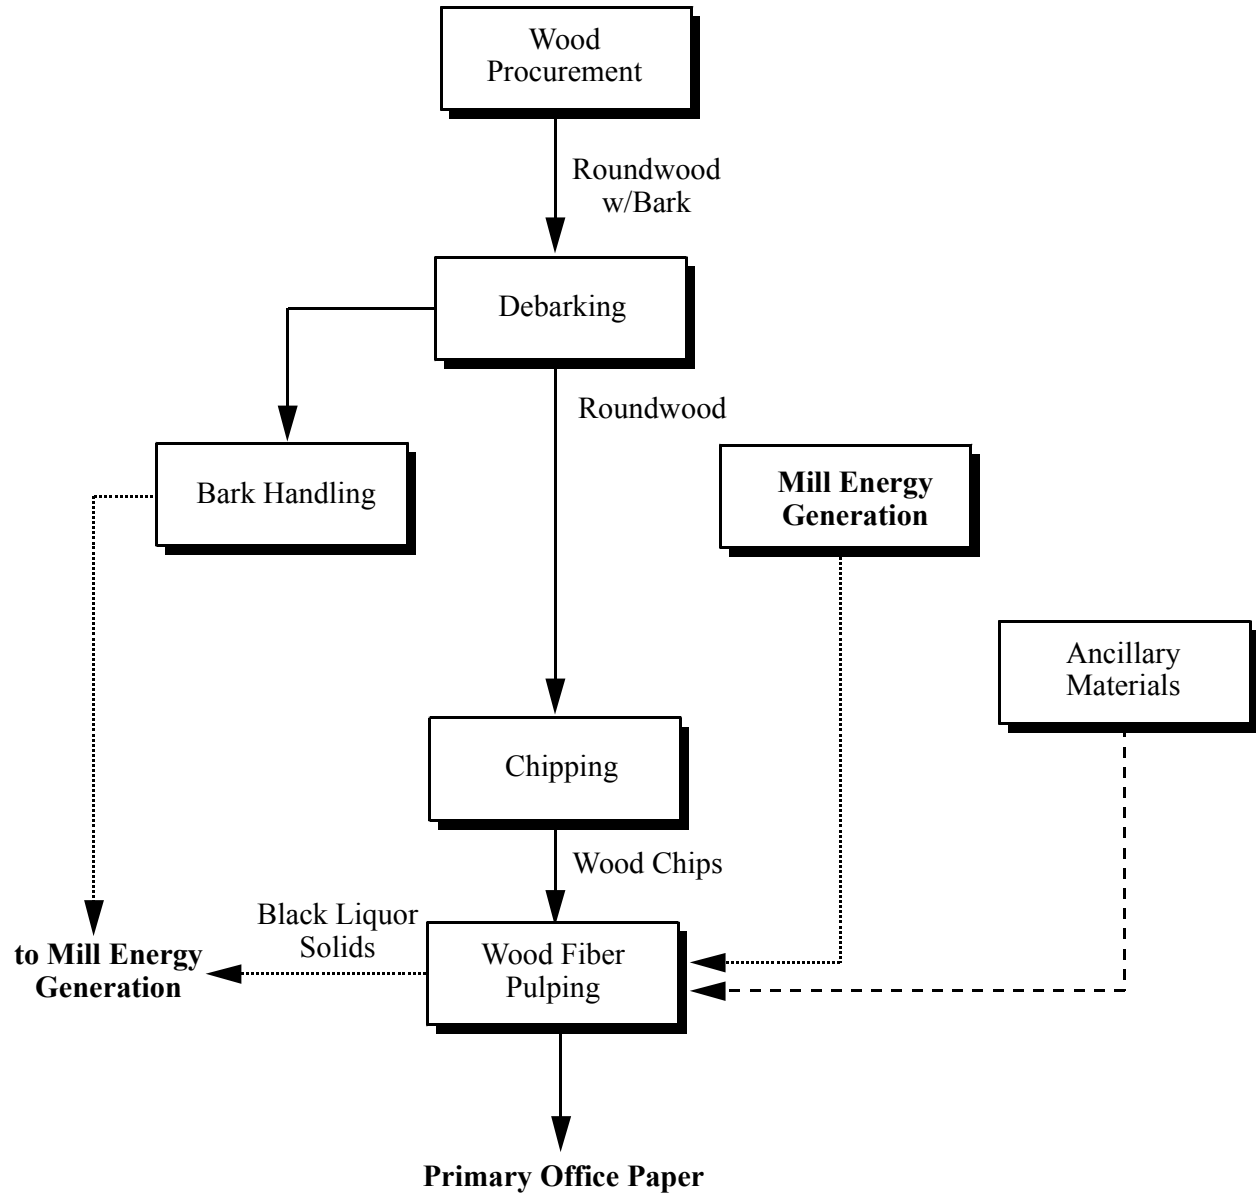 Wood
Procurement
Roundwood
w/Bark
Debarking
Roundwood
Bark Handling
Mill Energy
Generation
Ancillary
Materials
Chipping
Wood Chips
Black Liquor
Solids
to Mill Energy
Generation
Wood Fiber
Pulping
Primary Office Paper